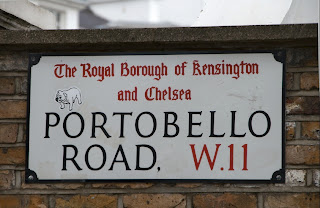 The Royal Borough of Kensington
and Chelsea
PORTOBELLO
ROAD, W.11